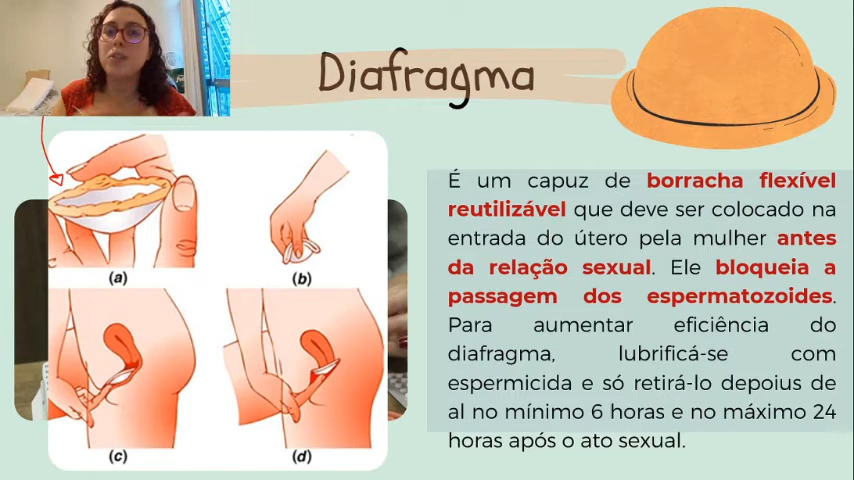 Diafragma
(a)
(b)
(c)
(d)
É um capuz de borracha flexível
reutilizável que deve ser colocado na
entrada do útero pela mulher antes
da relação sexual. Ele bloqueia a
passagem dos espermatozoides.
Para aumentar eficiência do
diafragma, lubrificá-se com
espermicida e só retirá-lo depoius de
al no mínimo 6 horas e no máximo 24
horas após o ato sexual.